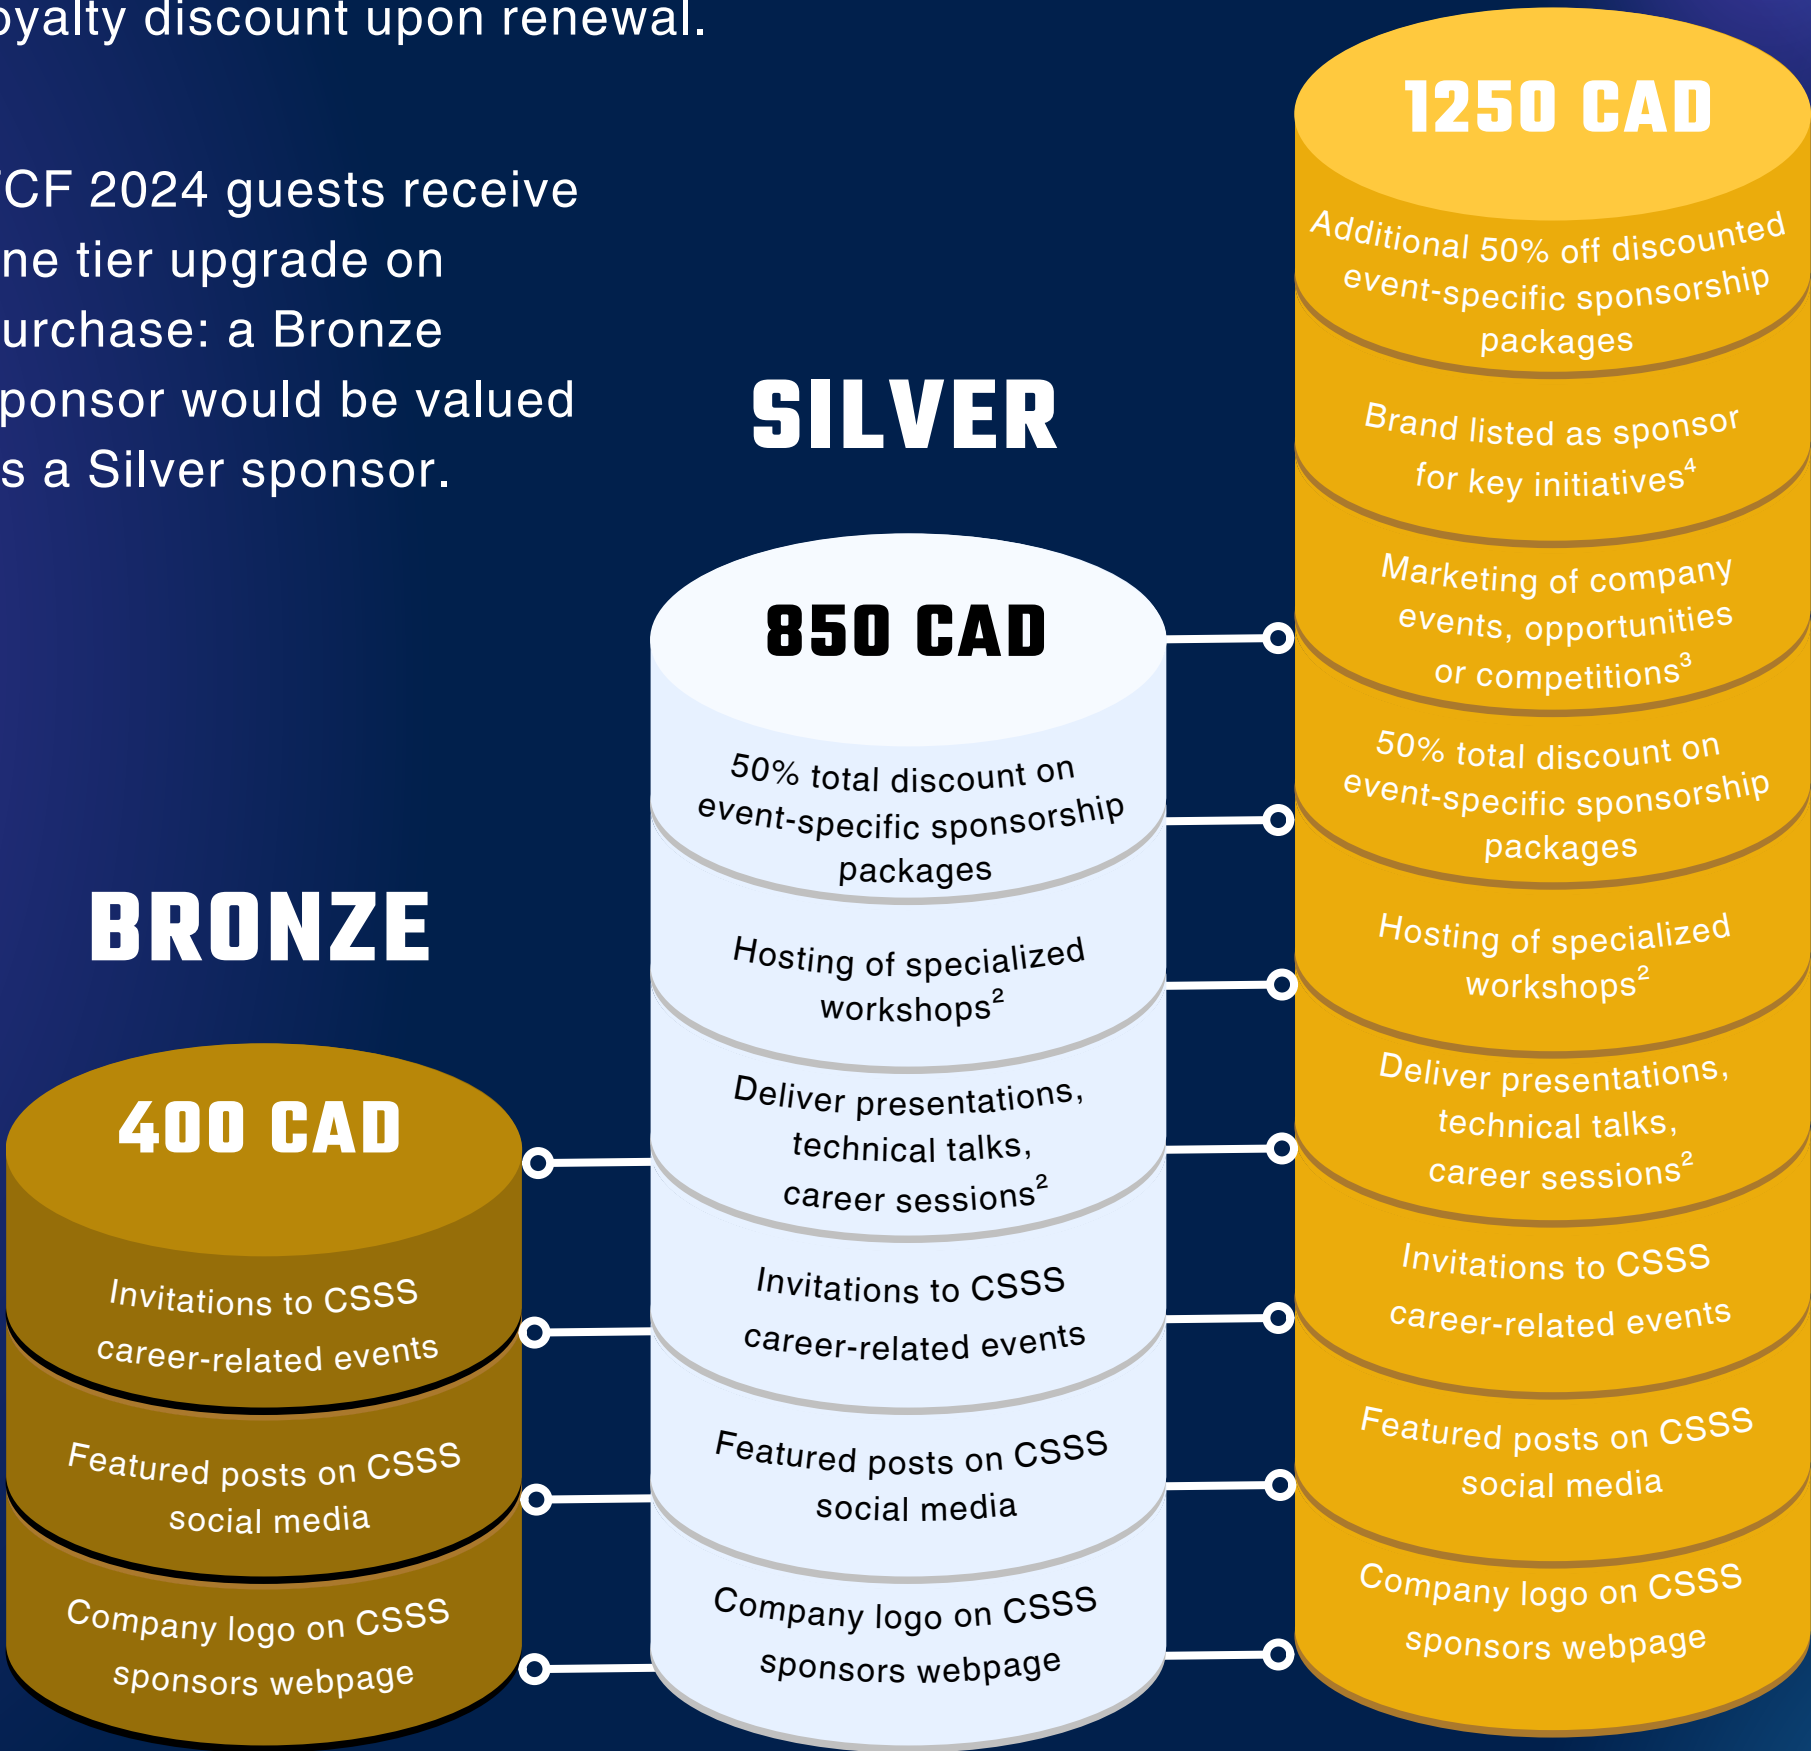 oyalty discount upon renewal.
CF 2024 guests receive
ne tier upgrade on
urchase: a Bronze
ponsor would be valued
s a Silver sponsor.
BRONZE
400 CAD
Invitations to CSSS
career-related events
Featured posts on CSSS
social media
Company logo on CSSS
sponsors webpage
SILVER
850 CAD
50% total discount on
event-specific sponsorship
packages
Hosting of specialized
workshops²
Deliver presentations,
technical talks,
career sessions²
Invitations to CSSS
career-related events
Featured posts on CSSS
social media
Company logo on CSSS
sponsors webpage
1250 CAD
Additional 50% off discounted
event-specific sponsorship
packages
Brand listed as sponsor
for key initiatives⁴
Marketing of company
events, opportunities
or competitions³
50% total discount on
event-specific sponsorship
packages
Hosting of specialized
workshops²
Deliver presentations,
technical talks,
career sessions²
Invitations to CSSS
career-related events
Featured posts on CSSS
social media
Company logo on CSSS
sponsors webpage